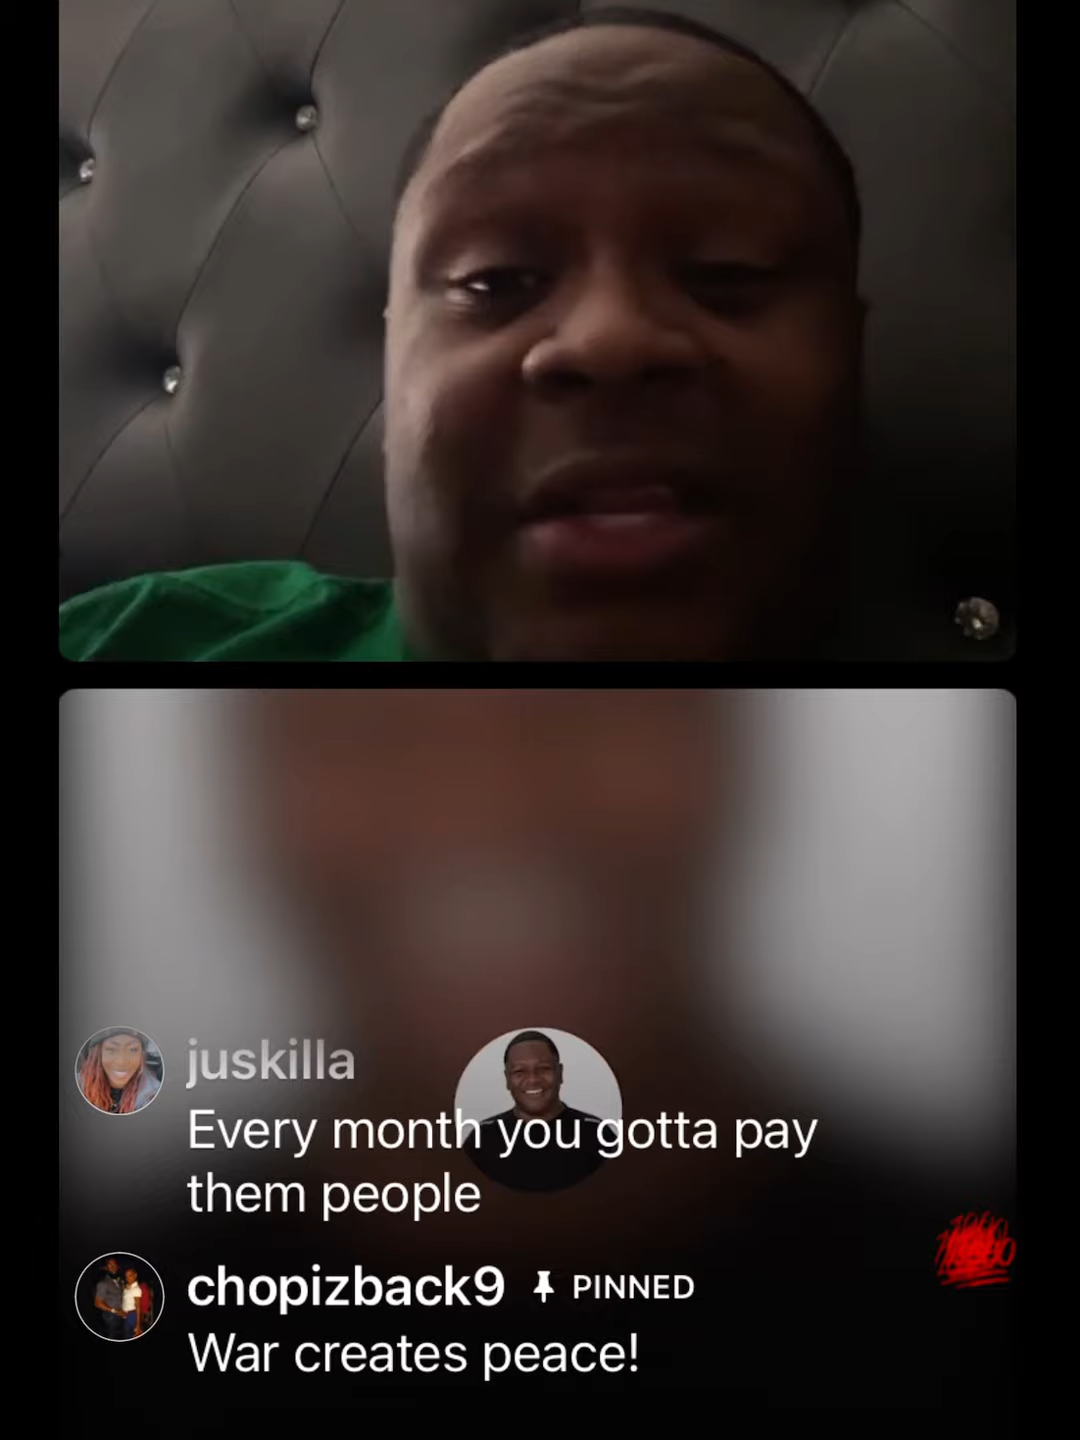 juskilla
Every month you gotta pay
them people
chopizback9 PINNED
War creates peace!